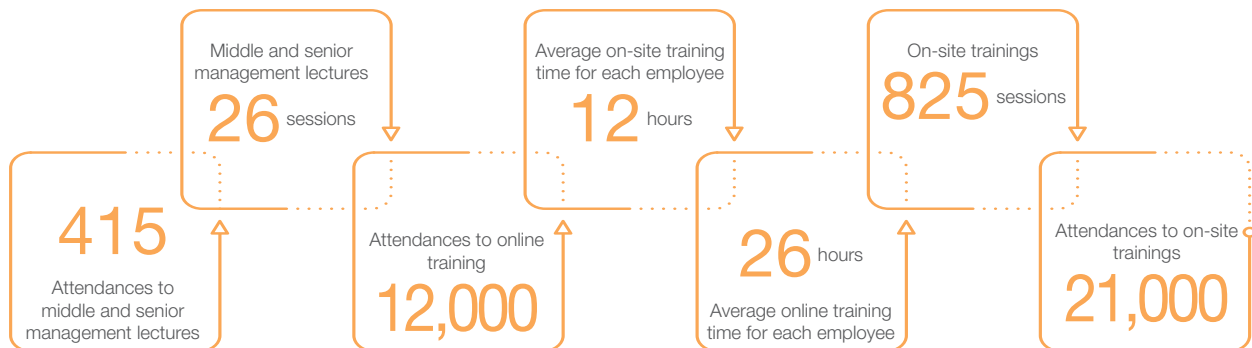 415
Attendances to
middle and senior
management lectures
Middle and senior
management lectures
26 sessions
Attendances to online
training
12,000
Average on-site training
time for each employee
12 hours
26 hours
Average online training
time for each employee
On-site trainings
825 sessions
Attendances to on-site
trainings
21,000